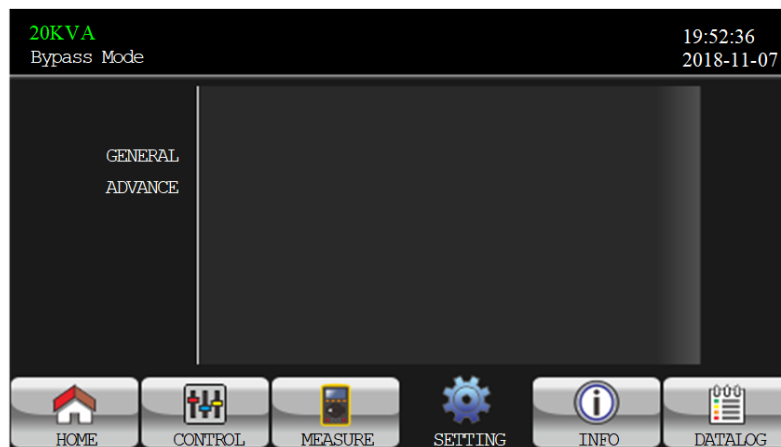 20KVA
Bypass Mode
19:52:36
2018-11-07
GENERAL
ADVANCE
HOME
CONTROL
MEASURE
SETTING
INFO
DATALOG